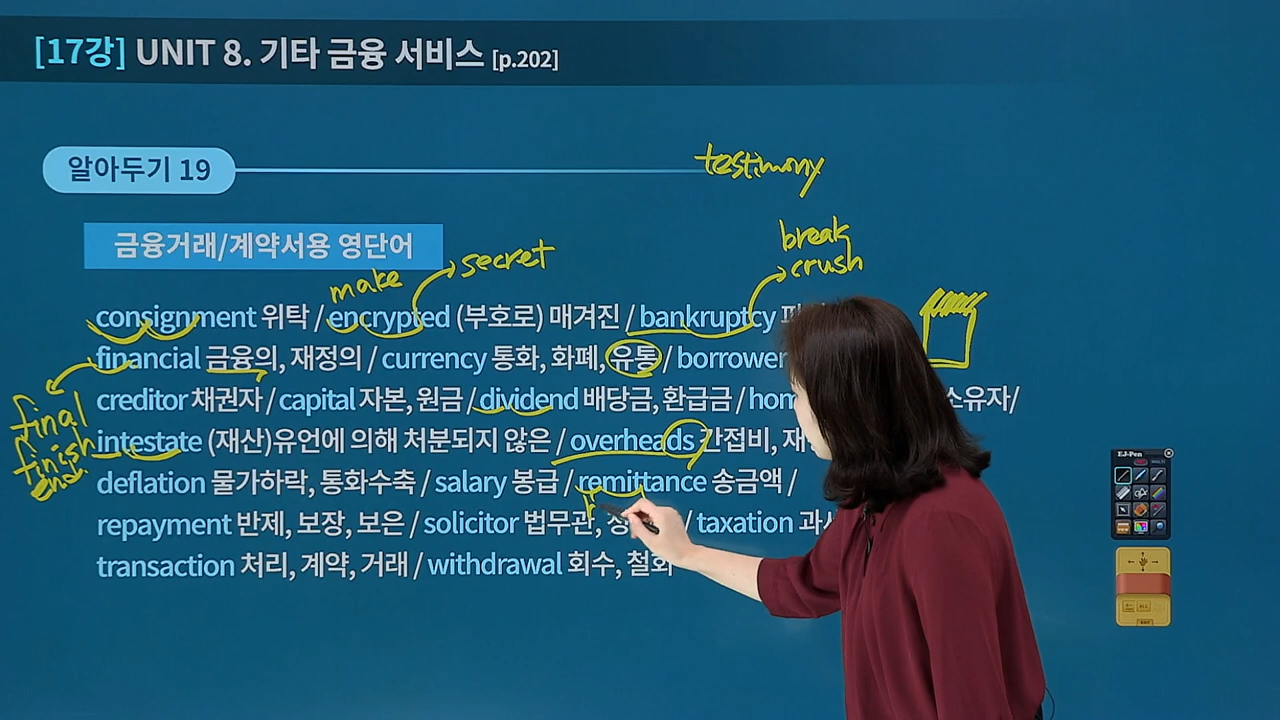 [17강] UNIT 8. 기타 금융 서비스 [p.202]
알아두기 19
testimony
금융거래/계약서용 영단어
make
secret
break
crush
consignment 위탁 / encrypted (부호로) 매겨진 / bankruptcy
financial 금융의, 재정의 / currency 통화, 화폐, 유통 / borrower
creditor 채권자 / capital 자본, 원금 / dividend 배당금, 환급금 / 소유자/
final
finish
end
intestate (재산)유언에 의해 처분되지 않은 / overheads 간접비,
deflation 물가하락, 통화수축 / salary 봉급 / remittance 송금액 /
repayment 반제, 보장, 보은 / solicitor 법무관, / taxation
transaction 처리, 계약, 거래 / withdrawal 회수, 철회
EJ-Pen